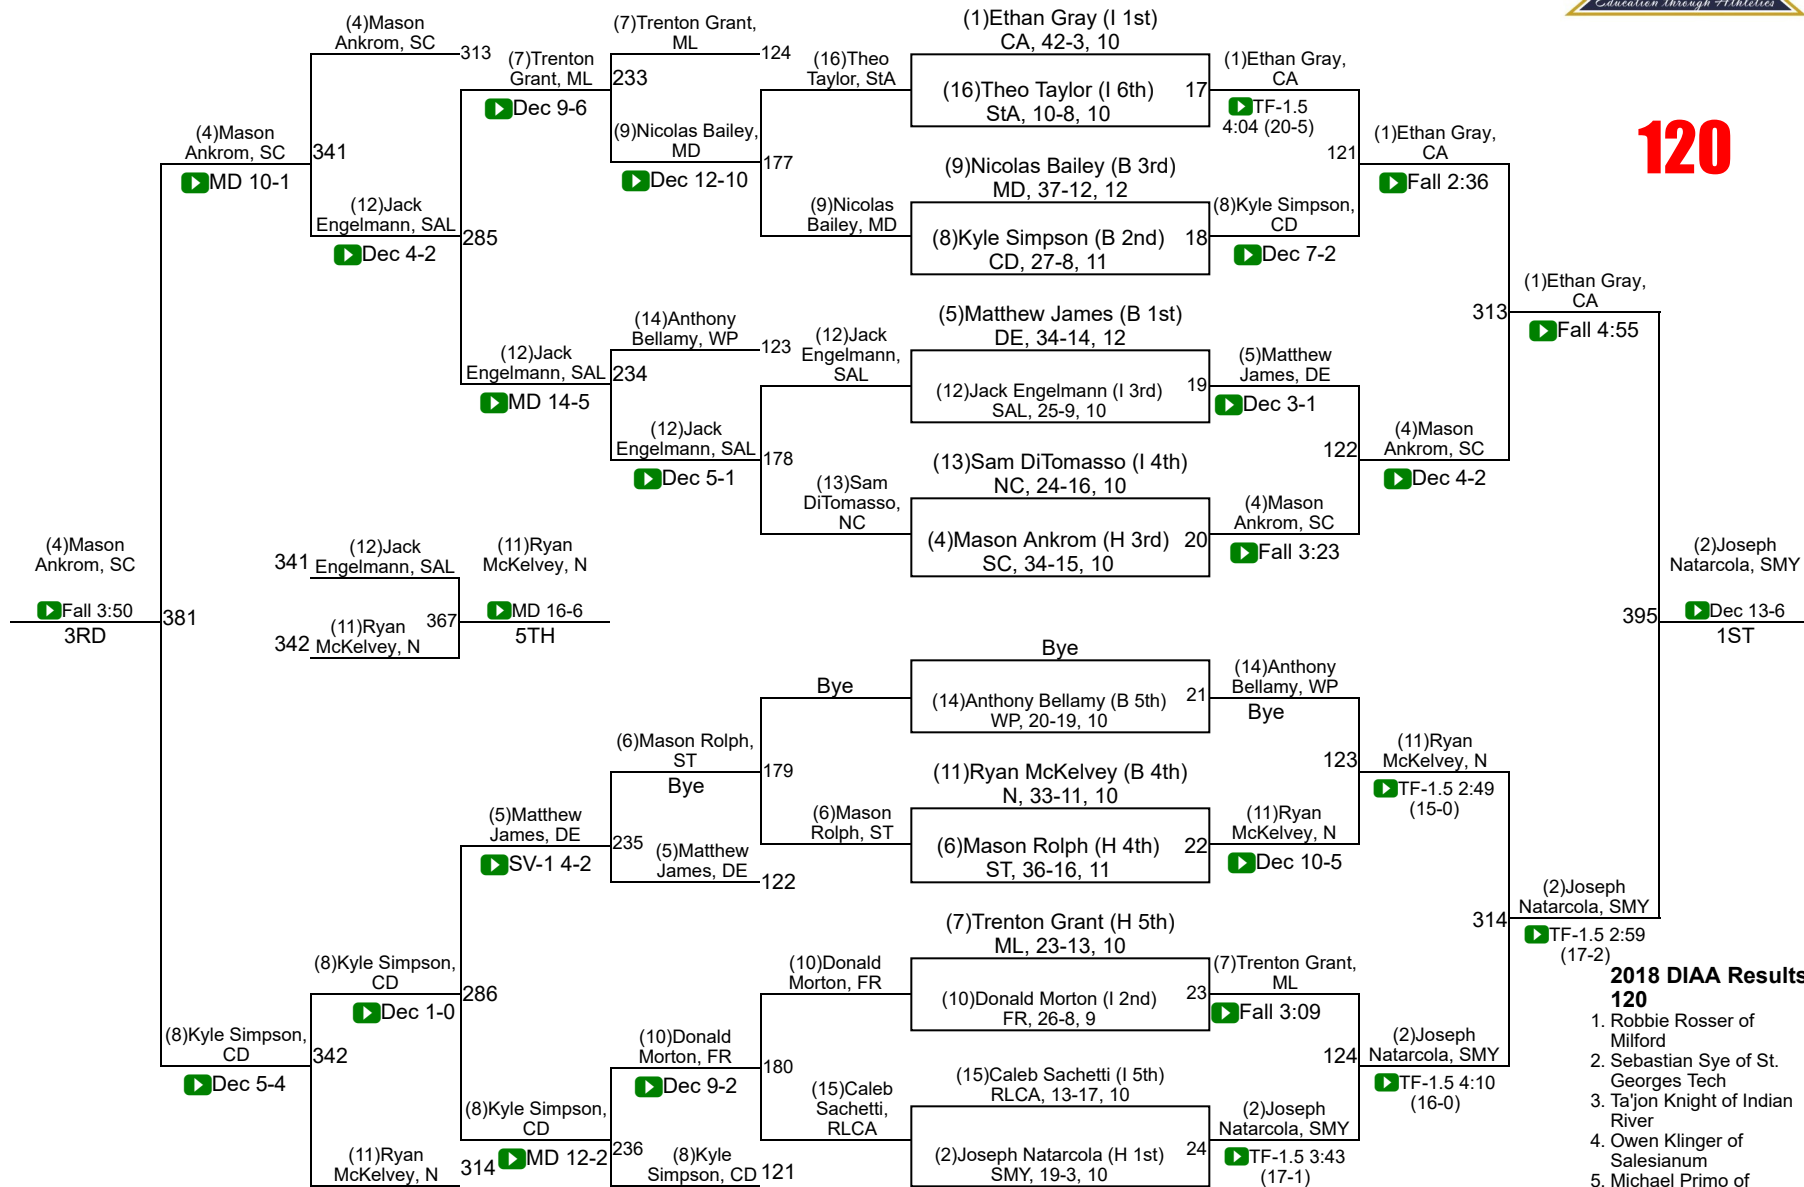 Education through Athletics
120
(4)Mason
Ankrom, SC
313
(7)Trenton Grant,
ML
124
(1)Ethan Gray (I 1st)
CA, 42-3, 10
(7)Trenton
Grant, ML
233
Dec 9-6
(16)Theo
Taylor, StA
(16)Theo Taylor (I 6th)
StA, 10-8, 10
17
(1)Ethan Gray,
CA
TF-1.5
4:04 (20-5)
(4)Mason
Ankrom, SC
341
MD 10-1
(9)Nicolas Bailey,
MD
177
Dec 12-10
(9)Nicolas Bailey (B 3rd)
MD, 37-12, 12
121
(1)Ethan Gray,
CA
Fall 2:36
(12)Jack
Engelmann, SAL
285
Dec 4-2
(9)Nicolas
Bailey, MD
(8)Kyle Simpson (B 2nd)
CD, 27-8, 11
18
(8)Kyle Simpson,
CD
Dec 7-2
(1)Ethan Gray,
CA
313
Fall 4:55
(14)Anthony
Bellamy, WP
123
(5)Matthew James (B 1st)
DE, 34-14, 12
(12)Jack
Engelmann, SAL
234
MD 14-5
(12)Jack
Engelmann,
SAL
(12)Jack Engelmann (I 3rd)
SAL, 25-9, 10
19
(5)Matthew
James, DE
Dec 3-1
(12)Jack
Engelmann, SAL
178
Dec 5-1
(13)Sam DiTomasso (I 4th)
NC, 24-16, 10
122
(4)Mason
Ankrom, SC
Dec 4-2
(13)Sam
DiTomasso,
NC
(4)Mason Ankrom (H 3rd)
SC, 34-15, 10
20
(4)Mason
Ankrom, SC
Fall 3:23
(4)Mason
Ankrom, SC
Fall 3:50
3RD
381
341
(12)Jack
Engelmann, SAL
342
(11)Ryan
McKelvey, N
367
(11)Ryan
McKelvey, N
MD 16-6
5TH
(2)Joseph
Natarcola, SMY
395
Dec 13-6
1ST
Bye
Bye
(14)Anthony Bellamy (B 5th)
WP, 20-19, 10
21
(14)Anthony
Bellamy, WP
Bye
(6)Mason Rolph,
ST
Bye
179
(11)Ryan McKelvey (B 4th)
N, 33-11, 10
123
(11)Ryan
McKelvey, N
TF-1.5 2:49
(15-0)
(5)Matthew
James, DE
SV-1 4-2
235
(5)Matthew
James, DE
122
(6)Mason
Rolph, ST
(6)Mason Rolph (H 4th)
ST, 36-16, 11
22
(11)Ryan
McKelvey, N
Dec 10-5
(2)Joseph
Natarcola, SMY
314
TF-1.5 2:59
(17-2)
(7)Trenton Grant (H 5th)
ML, 23-13, 10
(8)Kyle Simpson,
CD
286
Dec 1-0
(10)Donald
Morton, FR
(10)Donald Morton (I 2nd)
FR, 26-8, 9
23
(7)Trenton Grant,
ML
Fall 3:09
(8)Kyle Simpson,
CD
342
Dec 5-4
(10)Donald
Morton, FR
180
Dec 9-2
(15)Caleb Sachetti (I 5th)
RLCA, 13-17, 10
124
(2)Joseph
Natarcola, SMY
TF-1.5 4:10
(16-0)
(8)Kyle Simpson,
CD
236
MD 12-2
(15)Caleb
Sachetti,
RLCA
(2)Joseph Natarcola (H 1st)
SMY, 19-3, 10
24
(2)Joseph
Natarcola, SMY
TF-1.5 3:43
(17-1)
(11)Ryan
McKelvey, N
314
(8)Kyle
Simpson, CD
121
2018 DIAA Results
120
1. Robbie Rosser of
Milford
2. Sebastian Sye of St.
Georges Tech
3. Ta'jon Knight of Indian
River
4. Owen Klinger of
Salesianum
5. Michael Primo of